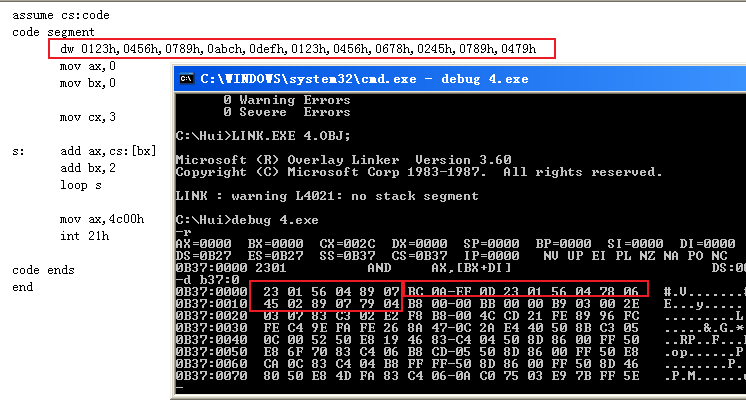 assume cs:code
code segment
dw 0123h,0456h,0789h,0abch,0defh,0123h,0456h,0678h,0245h,0789h,0479h
mov ax,0
mov bx,0
mov cx,3
s: add ax,cs:[bx]
add bx,2
loop s
mov ax,4c00h
int 21h
code ends
end
C:\WINDOWS\system32\cmd.exe - debug 4.exe
0 Warning Errors
0 Severe Errors
C:\Hui>LINK.EXE 4.OBJ;
Microsoft (R) Overlay Linker Version 3.60
Copyright (C) Microsoft Corp 1983-1987. All rights reserved.
LINK : warning L4021: no stack segment
C:\Hui>debug 4.exe
-r
AX=0000 BX=0000 CX=002C DX=0000 SP=0000 BP=0000 SI=0000 DI=0000
DS=0B27 ES=0B27 SS=0B37 CS=0B37 IP=0000 NV UP EI PL NZ NA PO NC
0B37:0000 2301 AND AX,[BX+DI] DS:00
-d b37:0
0B37:0000 23 01 56 04 89 07 BC 0A-EF 0D 23 01 56 04 78 06 #.V.......#
0B37:0010 45 02 89 07 79 04 B8 00-00 BB 00 00 B9 03 00 2E E...y.....
0B37:0020 03 07 83 C3 02 E2 F8 B8-00 4C CD 21 FE 89 96 FC .........L
0B37:0030 FE C4 9E FA FE 26 8A 47-0C 2A E4 40 50 8B C3 05 .....&.G.*
0B37:0040 0C 00 52 50 E8 19 46 83-C4 04 50 8D 86 00 FF 50 ..RP..F...P
0B37:0050 E8 6F 70 83 C4 06 B8 CD-05 50 8D 86 00 FF 50 E8 .op......P.
0B37:0060 CA 0C 83 C4 04 B8 FF FF-50 8D 86 00 FF 50 8D 46 ........P.
0B37:0070 80 50 E8 4D FA 83 C4 06-0A C0 75 03 E9 7B FF 5E .P.M......u
-